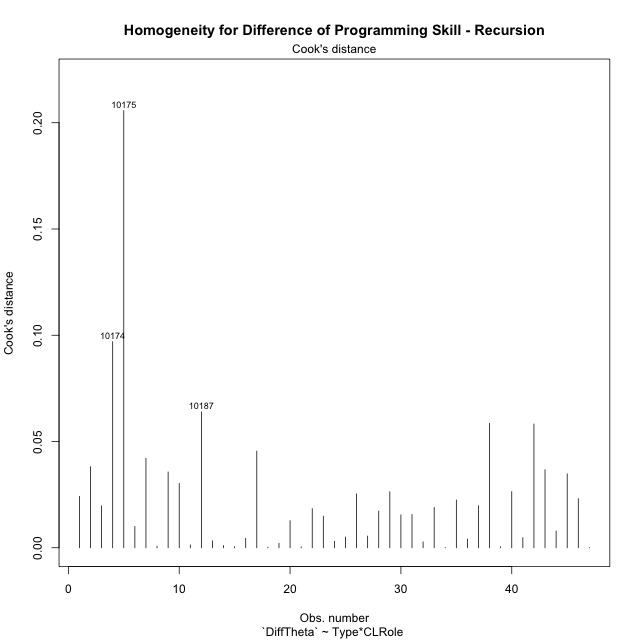 Homogeneity for Difference of Programming Skill - Recursion
Cook's distance
10175
10174
10187
Cook's distance
0.20
0.15
0.10
0.05
0.00
0 10 20 30 40
Obs. number
`DiffTheta` ~ Type*CLRole